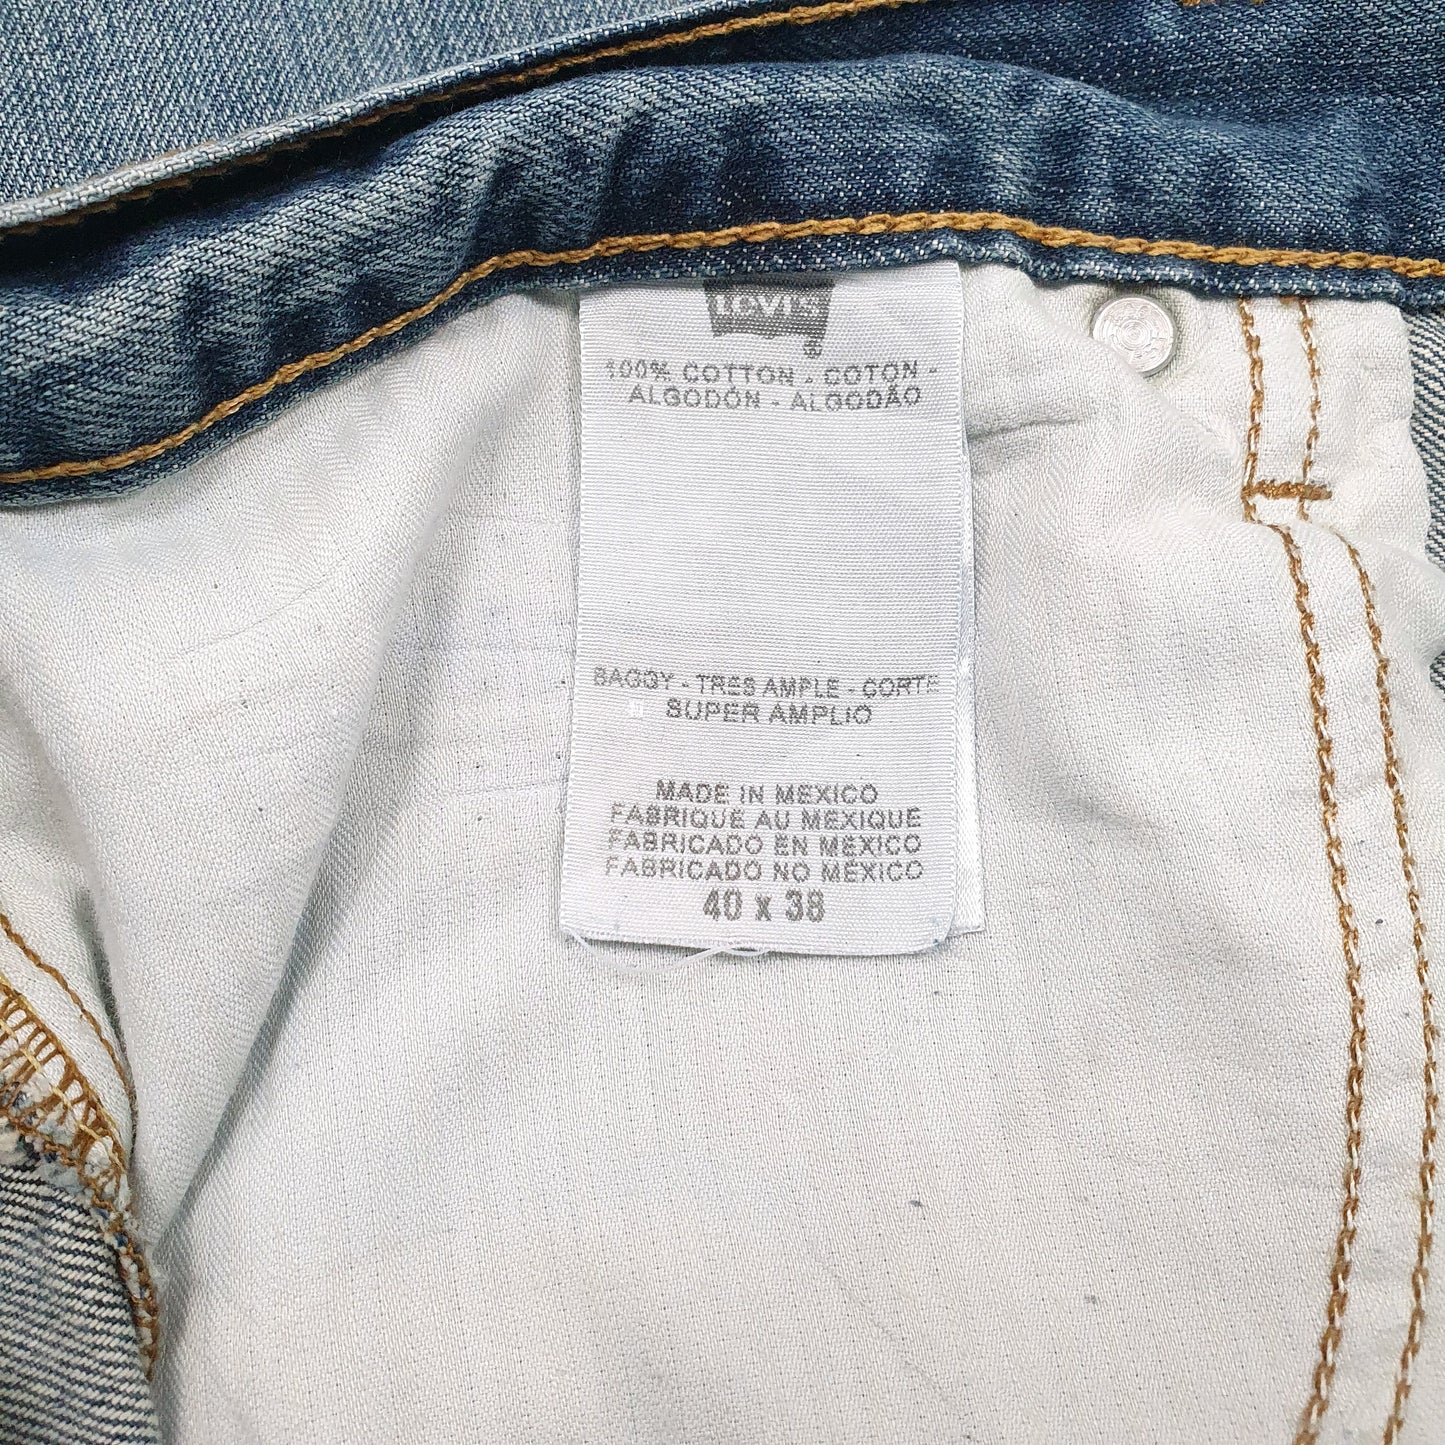 Levi's
®
100% COTTON - COTON -
ALGODÓN - ALGODÃO
BAGGY - TRES AMPLE - CORTE
SUPER AMPLIO
MADE IN MEXICO
FABRIQUE AU MEXIQUE
FABRICADO EN MEXICO
FABRICADO NO MÉXICO
40 x 38